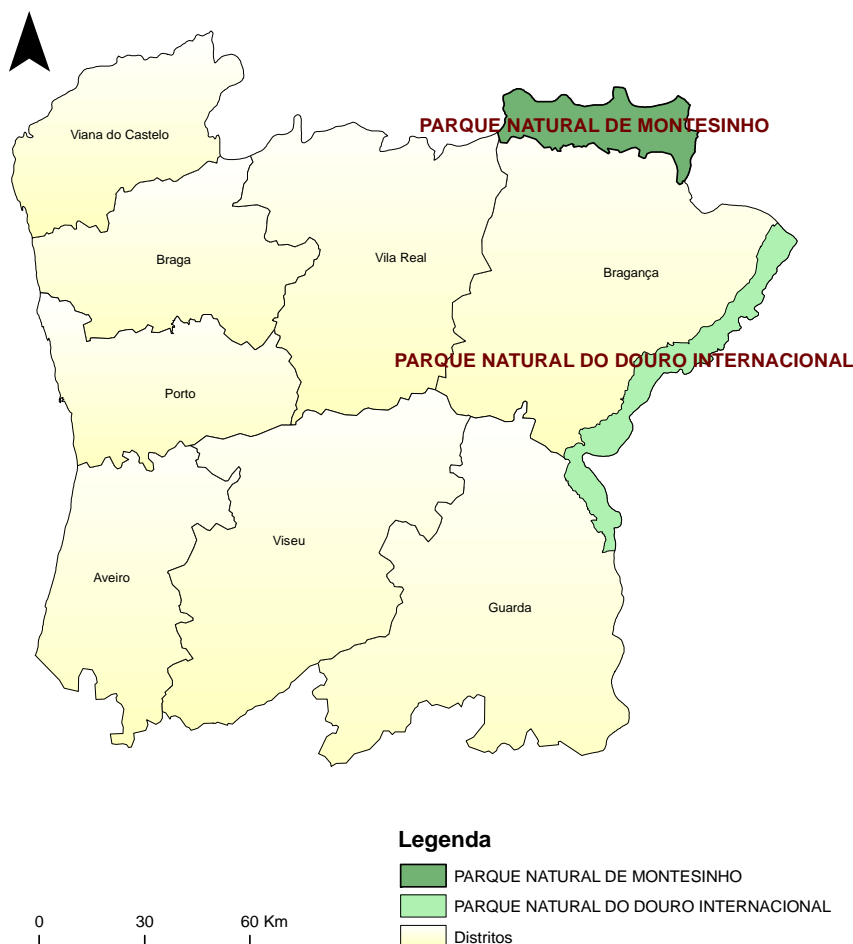 PARQUE NATURAL DE MONTESINHO
Viana do Castelo
Braga
Vila Real
Bragança
PARQUE NATURAL DO DOURO INTERNACIONAL
Porto
Viseu
Aveiro
Guarda
Legenda
PARQUE NATURAL DE MONTESINHO
PARQUE NATURAL DO DOURO INTERNACIONAL
Distritos
0 30 60 Km